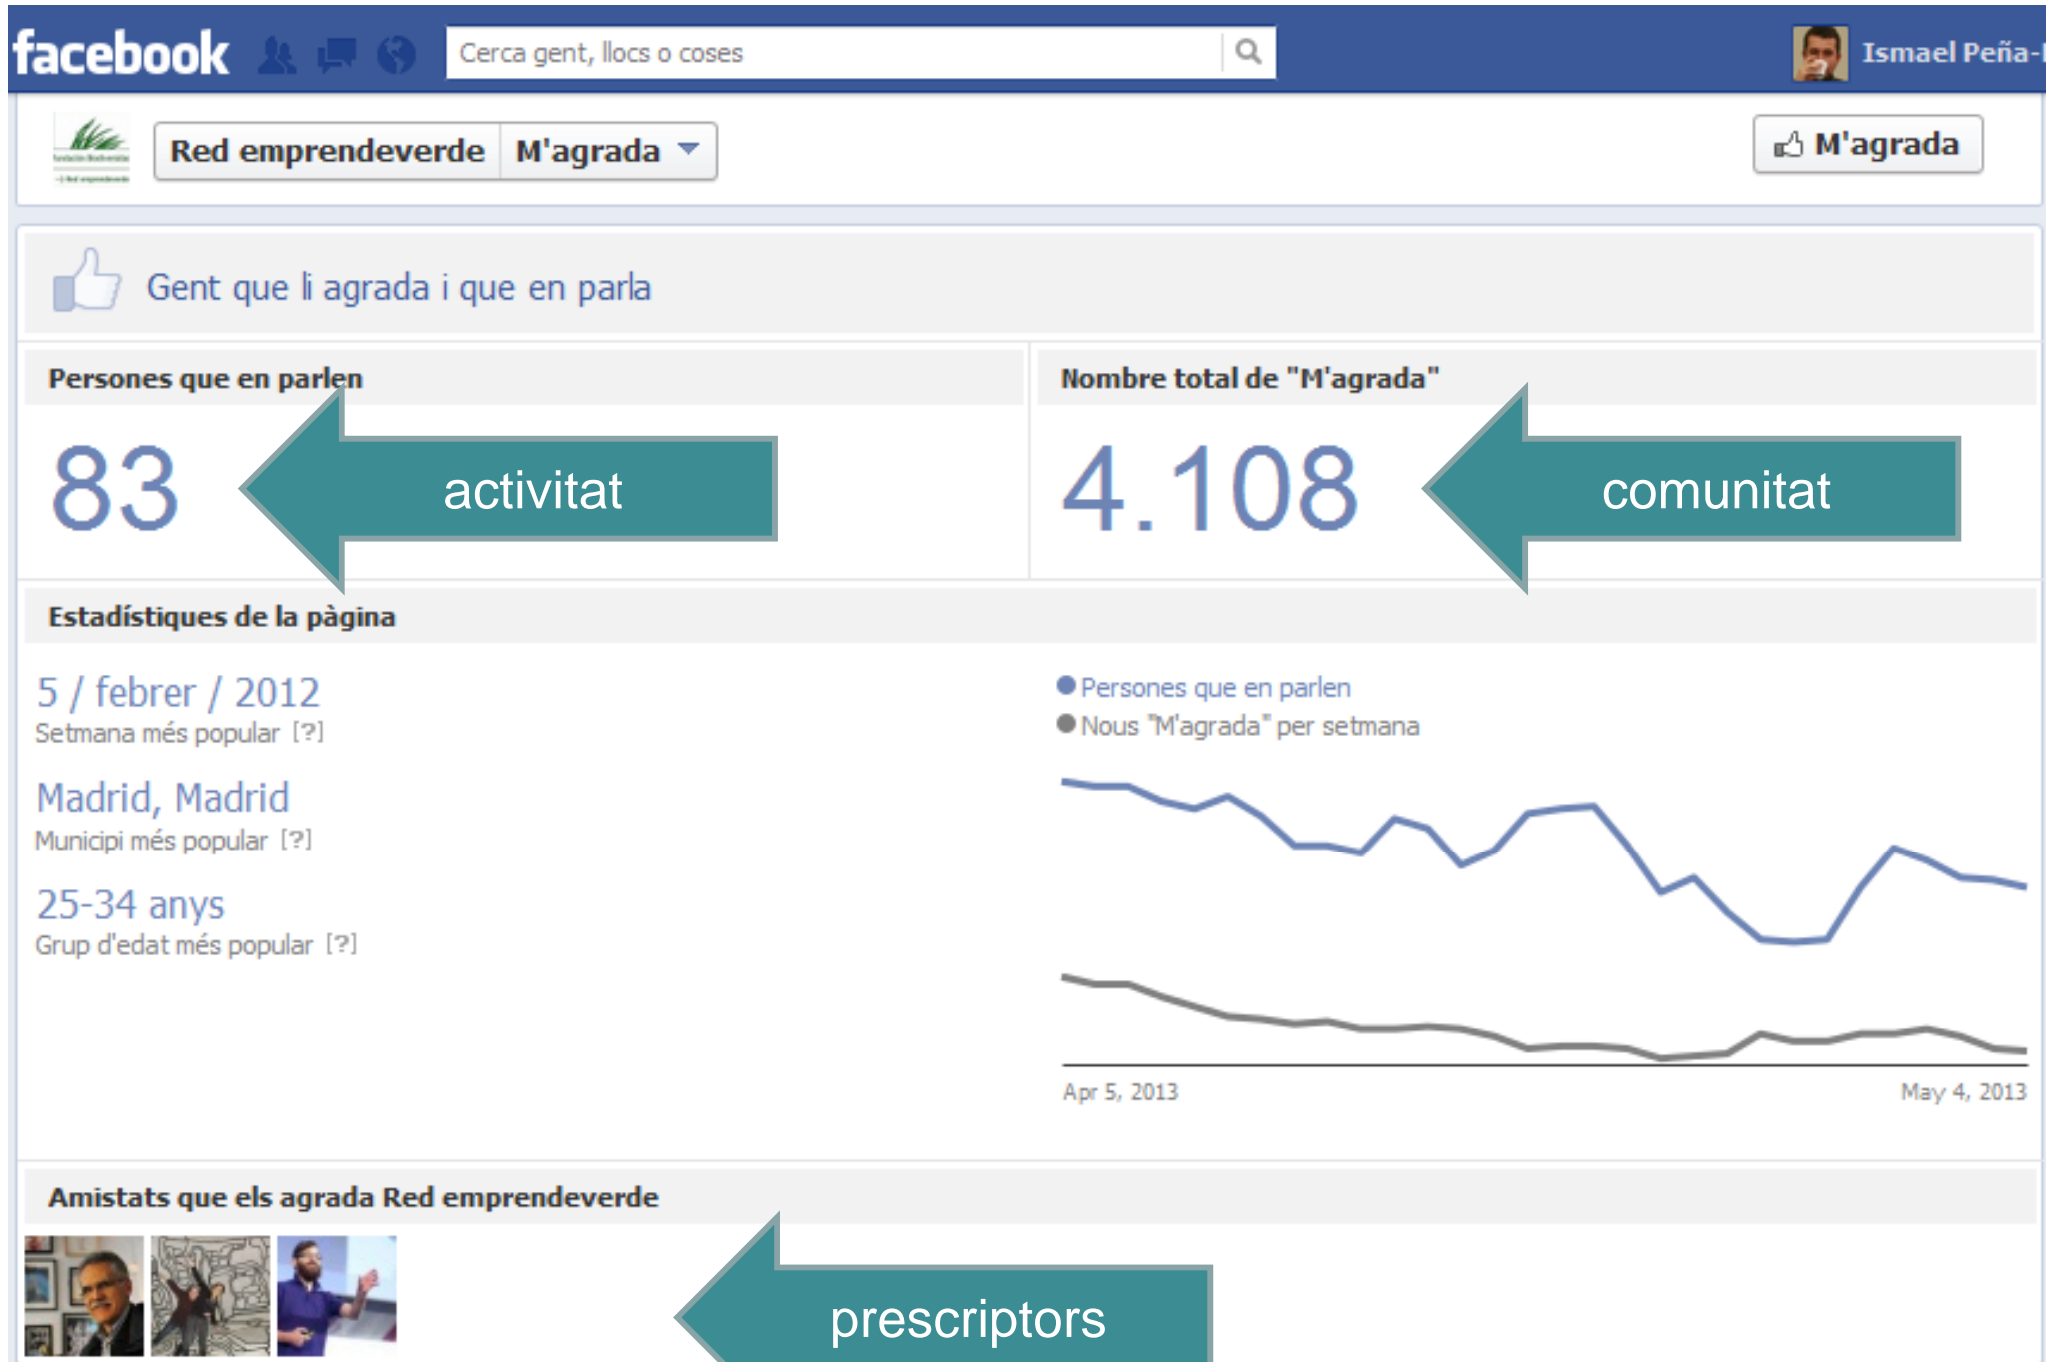 facebook
Cerca gent, llocs o coses
Ismael Peña-
Red emprendeverde
M'agrada
M'agrada
Gent que li agrada i que en parla
Persones que en parlen
Nombre total de "M'agrada"
83
activitat
4.108
comunitat
Estadístiques de la pàgina
5 / febrer / 2012
Setmana més popular [?]
Madrid, Madrid
Municipi més popular [?]
25-34 anys
Grup d'edat més popular [?]
Persones que en parlen
Nous "M'agrada" per setmana
Apr 5, 2013
May 4, 2013
Amistats que els agrada Red emprendeverde
prescriptors